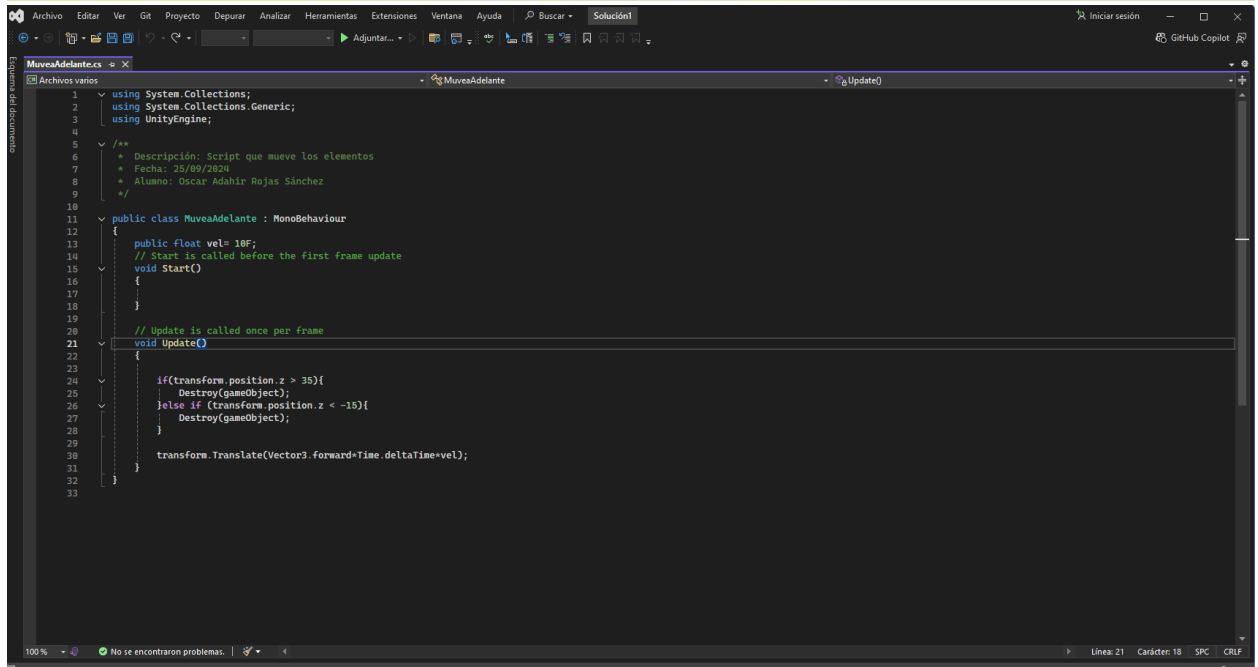 Archivo Editar Ver Git Proyecto Depurar Analizar Herramientas Extensiones Ventana Ayuda Buscar Solución1 Iniciar sesión
Adjuntar... GitHub Copilot
Esquema del documento
MuveaAdelante.cs
Archivos varios MuveaAdelante Update()
1 using System.Collections;
2 using System.Collections.Generic;
3 using UnityEngine;
4
5 /**
6 * Descripción: Script que mueve los elementos
7 * Fecha: 25/09/2024
8 * Alumno: Oscar Adahir Rojas Sánchez
9 */
10
11 public class MuveaAdelante : MonoBehaviour
12 {
13 public float vel= 10F;
14 // Start is called before the first frame update
15 void Start()
16 {
17
18 }
19
20 // Update is called once per frame
21 void Update()
22 {
23
24 if(transform.position.z > 35){
25 Destroy(gameObject);
26 }else if (transform.position.z < -15){
27 Destroy(gameObject);
28 }
29
30 transform.Translate(Vector3.forward*Time.deltaTime*vel);
31 }
32 }
33
100 % No se encontraron problemas. Línea: 21 Carácter: 18 SPC CRLF